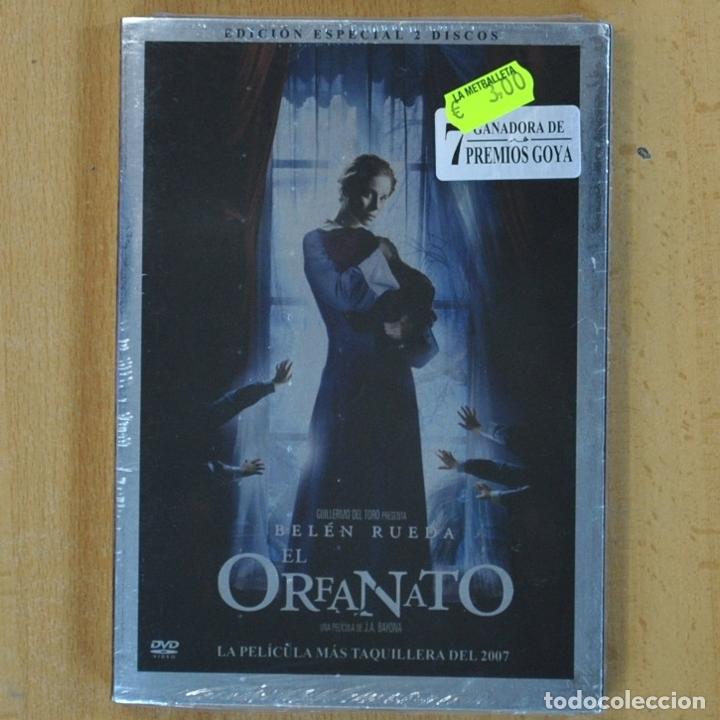 EDICIÓN ESPECIAL 2 DISCOS
LA METRALLETA
€ 3,00
7 GANADORA DE
PREMIOS GOYA
GUILLERMO DEL TORO PRESENTA
BELÉN RUEDA
EL
ORFANATO
UNA PELÍCULA DE J.A. BAYONA
DVD
VIDEO
LA PELÍCULA MÁS TAQUILLERA DEL 2007
todocoleccion